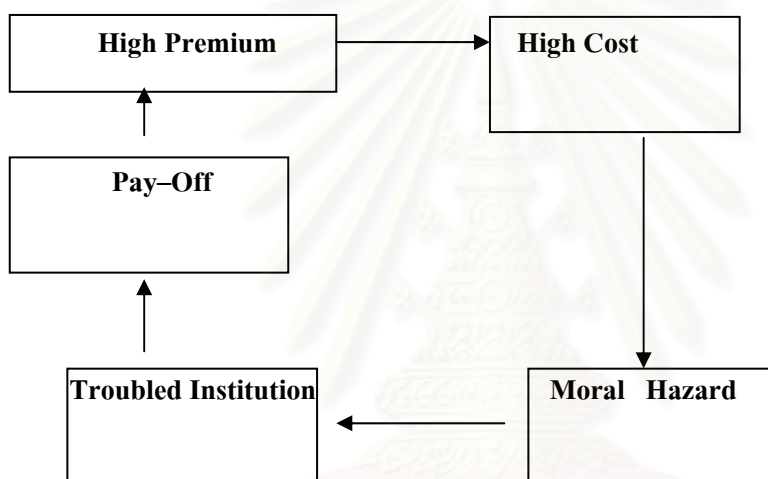 High Premium
High Cost
Pay–Off
Troubled Institution
Moral Hazard